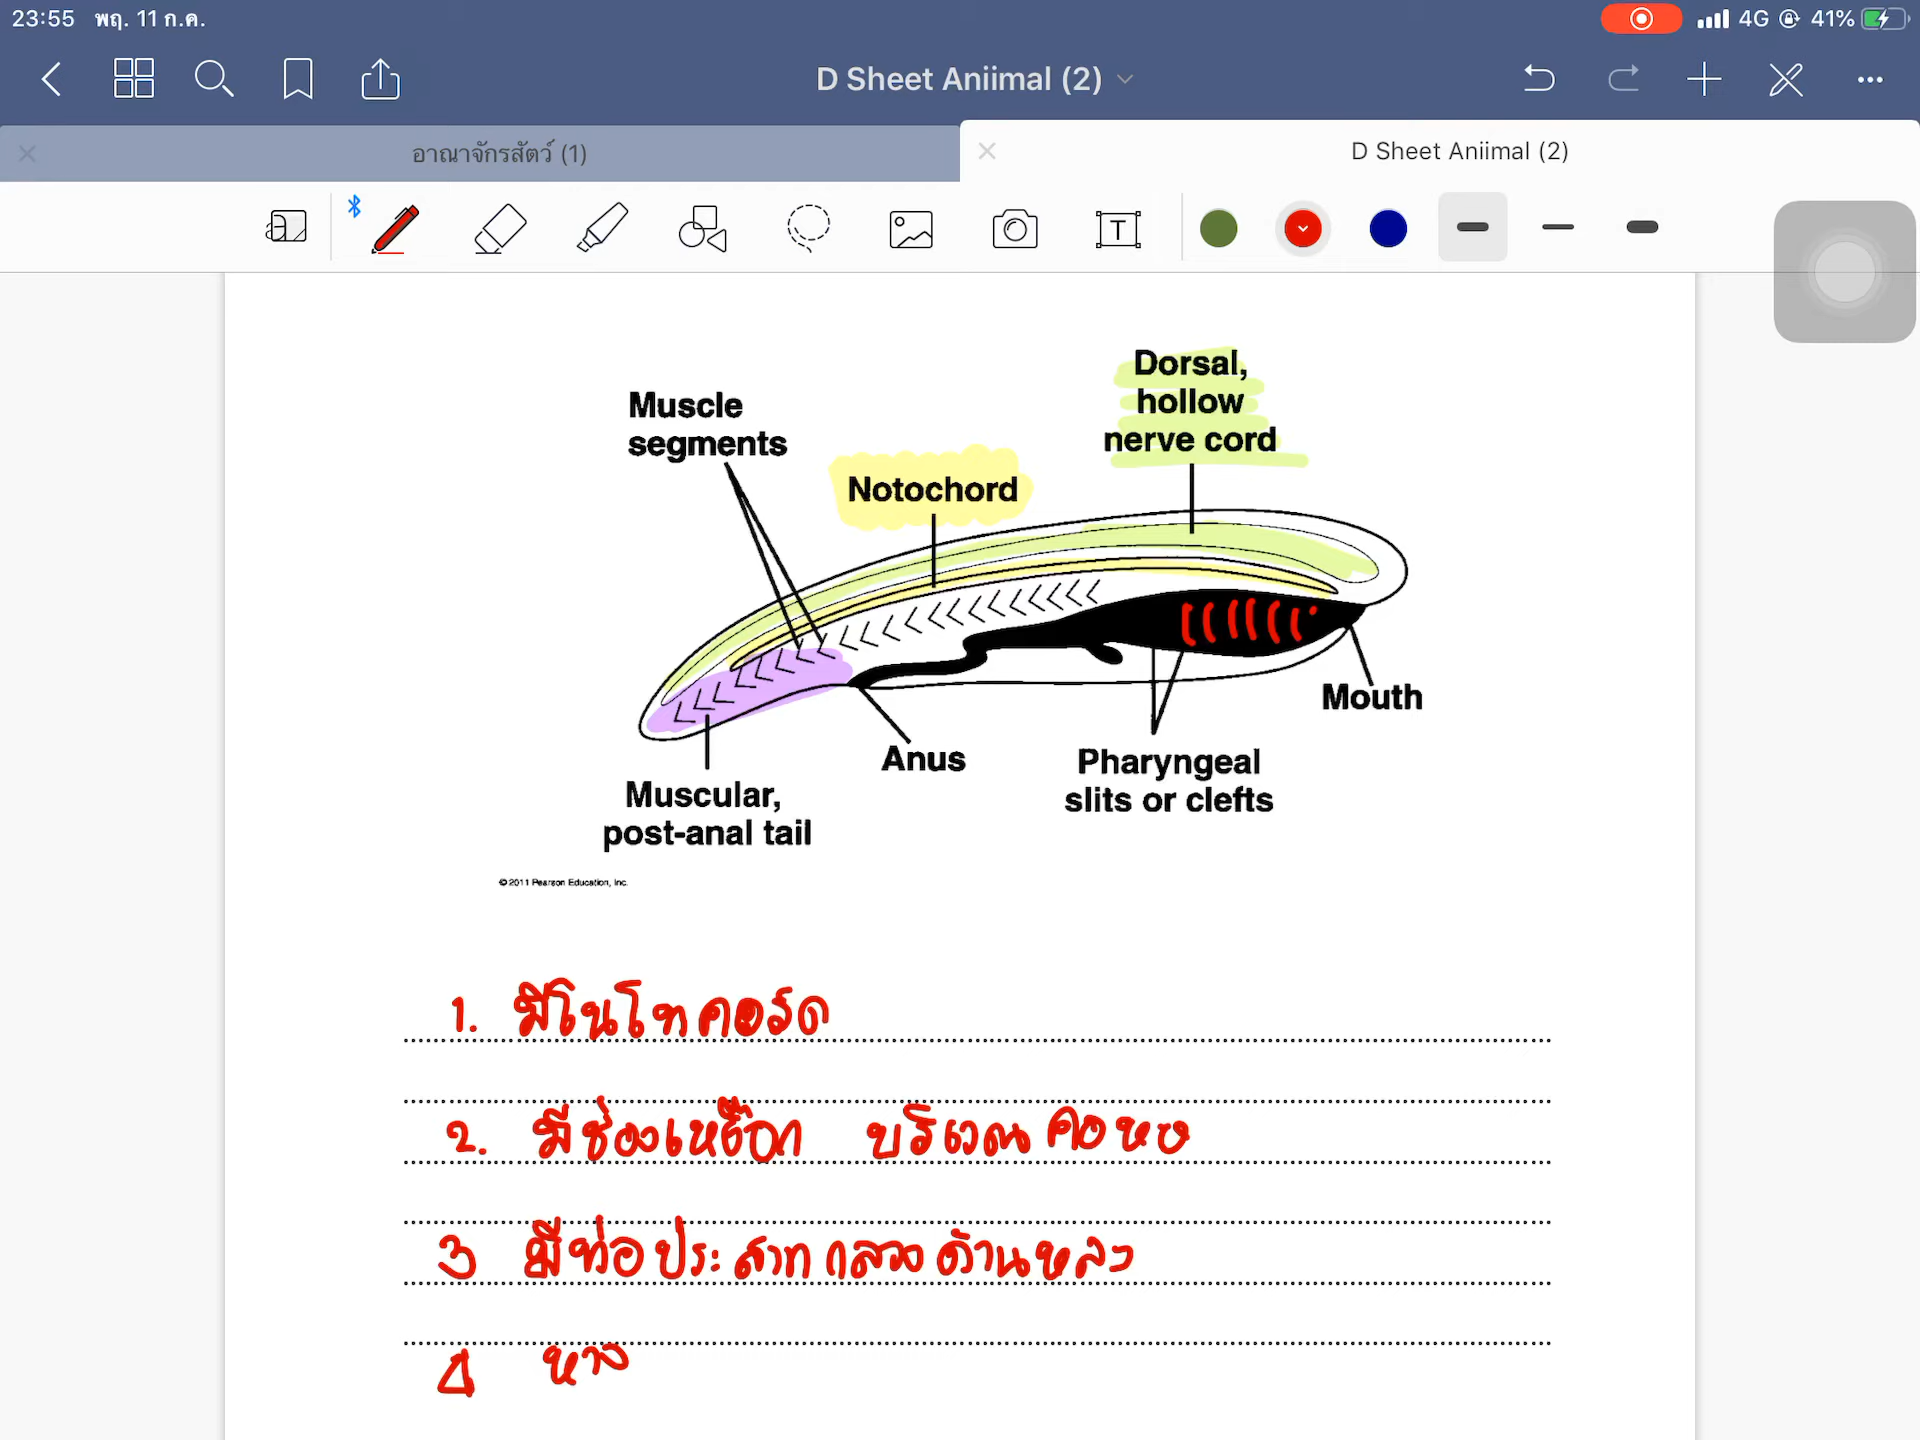 23:55 พฤ. 11 ก.ค.
4G 41%
D Sheet Aniimal (2)
อาณาจักรสัตว์ (1)
D Sheet Aniimal (2)
T
Dorsal,
hollow
nerve cord
Muscle
segments
Notochord
Mouth
Anus
Pharyngeal
slits or clefts
Muscular,
post-anal tail
© 2011 Pearson Education, Inc.
1. มีโนโทคอร์ด
2. มีช่องเหงือก บริเวณคอหอ
3 มีท่อประสาทกลวงด้านหลัง
4 หาง